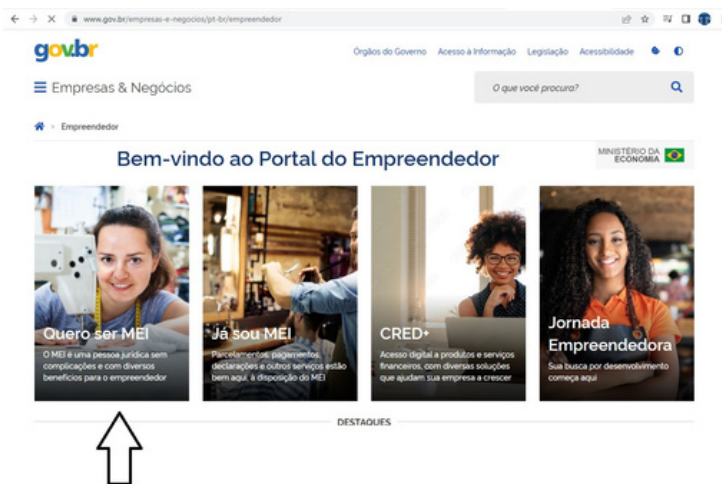 www.gov.br/empresas-e-negocios/pt-br/empreendedor
gov.br
Órgãos do Governo Acesso à Informação Legislação Acessibilidade
Empresas & Negócios
O que você procura?
Empreendedor
Bem-vindo ao Portal do Empreendedor
MINISTÉRIO DA
ECONOMIA
Quero ser MEI
O MEI é uma pessoa jurídica sem
complicações e com diversos
benefícios para o empreendedor
Já sou MEI
Parcelamentos, pagamentos,
declarações e outros serviços estão
bem aqui, à disposição do MEI
CRED+
Acesso digital a produtos e serviços
financeiros, com diversas soluções
que ajudam sua empresa a crescer
Jornada
Empreendedora
Sua busca por desenvolvimento
começa aqui
DESTAQUES